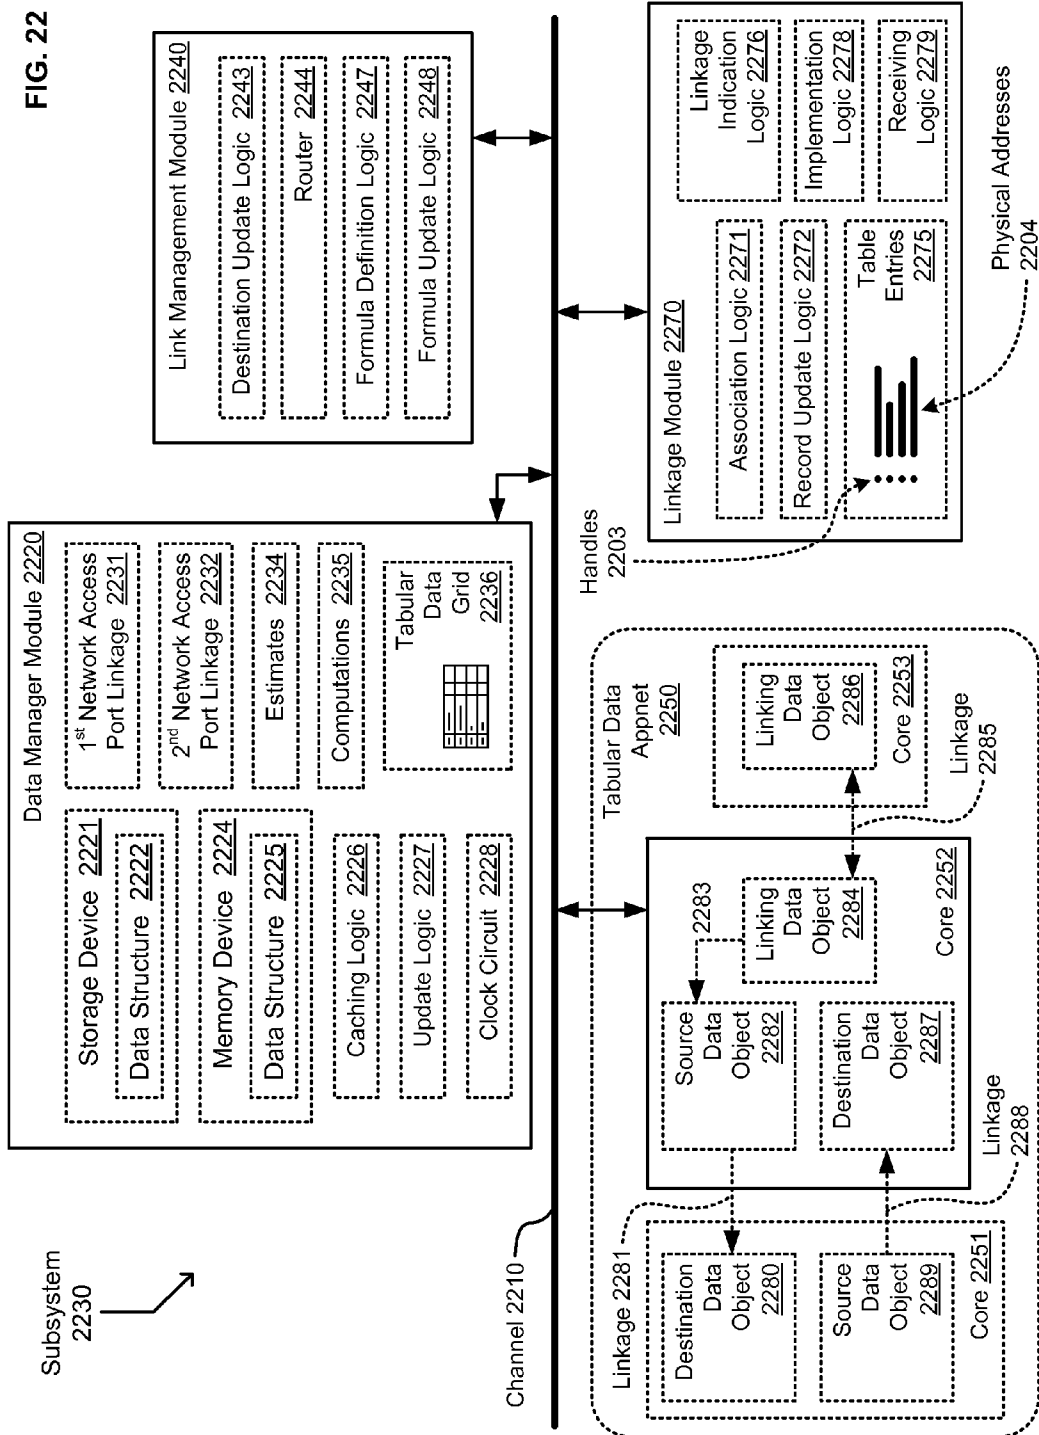 FIG. 22
Subsystem
2230
Data Manager Module 2220
Storage Device 2221
Data Structure 2222
Memory Device 2224
Data Structure 2225
Caching Logic 2226
Update Logic 2227
Clock Circuit 2228
1st Network Access
Port Linkage 2231
2nd Network Access
Port Linkage 2232
Estimates 2234
Computations 2235
Tabular
Data
Grid
2236
Link Management Module 2240
Destination Update Logic 2243
Router 2244
Formula Definition Logic 2247
Formula Update Logic 2248
Channel 2210
Tabular Data
Appnet
2250
Linkage 2281
Destination
Data
Object
2280
Source
Data
Object
2289
Core 2251
Source
Data
Object
2282
2283
Linking
Data
Object
2284
Destination
Data
Object
2287
Core 2252
Linkage
2288
Linking
Data
Object
2286
Core 2253
Linkage
2285
Handles
2203
Linkage Module 2270
Association Logic 2271
Record Update Logic 2272
Table
Entries
2275
Linkage
Indication
Logic 2276
Implementation
Logic 2278
Receiving
Logic 2279
Physical Addresses
2204